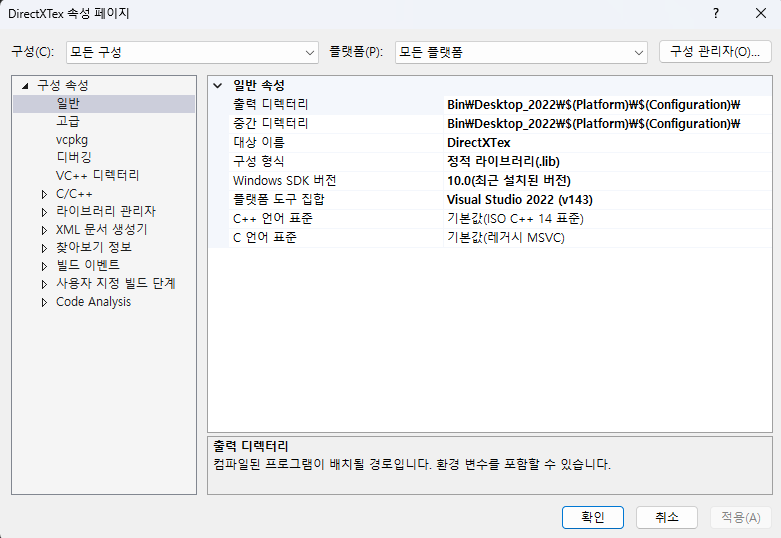 DirectXTex 속성 페이지
구성(C): 모든 구성 플랫폼(P): 모든 플랫폼 구성 관리자(O)...
구성 속성
일반
고급
vcpkg
디버깅
VC++ 디렉터리
C/C++
라이브러리 관리자
XML 문서 생성기
찾아보기 정보
빌드 이벤트
사용자 지정 빌드 단계
Code Analysis
일반 속성
출력 디렉터리 Bin₩Desktop_2022₩$(Platform)₩$(Configuration)₩
중간 디렉터리 Bin₩Desktop_2022₩$(Platform)₩$(Configuration)₩
대상 이름 DirectXTex
구성 형식 정적 라이브러리(.lib)
Windows SDK 버전 10.0(최근 설치된 버전)
플랫폼 도구 집합 Visual Studio 2022 (v143)
C++ 언어 표준 기본값(ISO C++ 14 표준)
C 언어 표준 기본값(레거시 MSVC)
출력 디렉터리
컴파일된 프로그램이 배치될 경로입니다. 환경 변수를 포함할 수 있습니다.
확인 취소 적용(A)